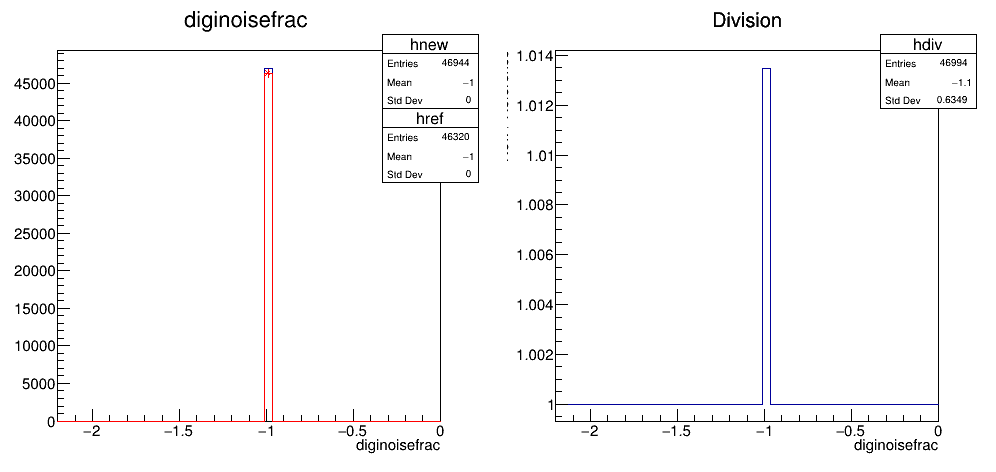 diginoisefrac
hnew
Entries 46944
Mean −1
Std Dev 0
href
Entries 46320
Mean −1
Std Dev 0
45000
40000
35000
30000
25000
20000
15000
10000
5000
0
−2 −1.5 −1 −0.5 0
diginoisefrac
Division
hdiv
Entries 46994
Mean −1.1
Std Dev 0.6349
1.014
1.012
1.01
1.008
1.006
1.004
1.002
1
−2 −1.5 −1 −0.5 0
diginoisefrac